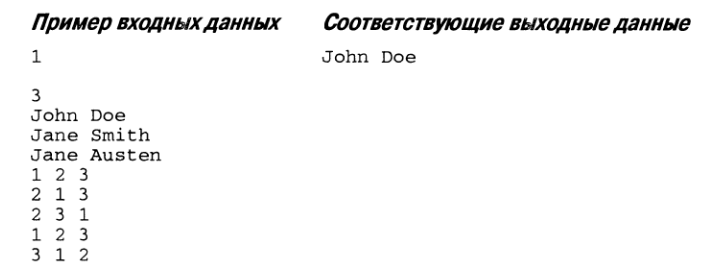 Пример входных данных Соответствующие выходные данные
1 John Doe
3
John Doe
Jane Smith
Jane Austen
1 2 3
2 1 3
2 3 1
1 2 3
3 1 2